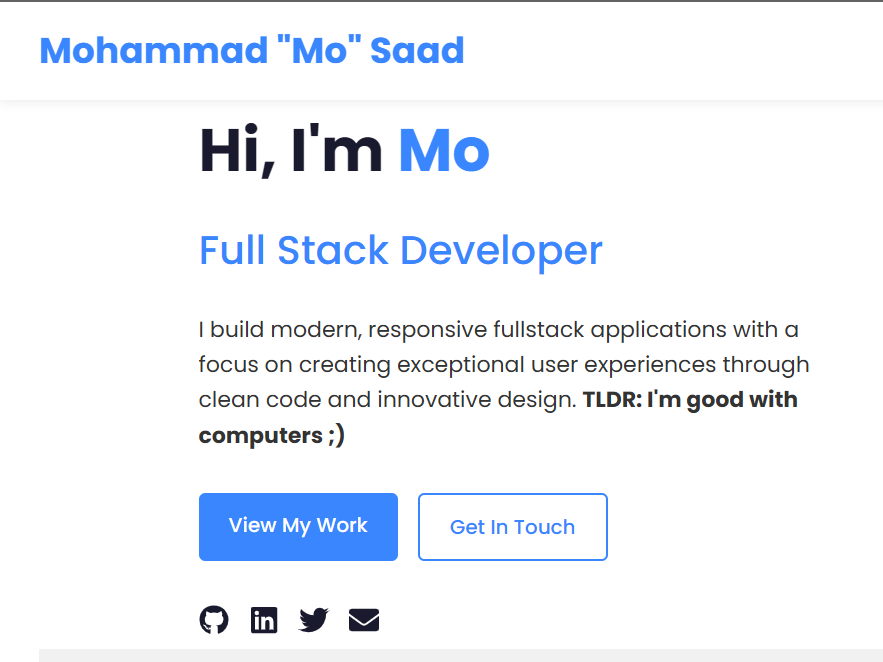 Mohammad "Mo" Saad
Hi, I'm Mo
Full Stack Developer
I build modern, responsive fullstack applications with a
focus on creating exceptional user experiences through
clean code and innovative design. TLDR: I'm good with
computers ;)
View My Work
Get In Touch